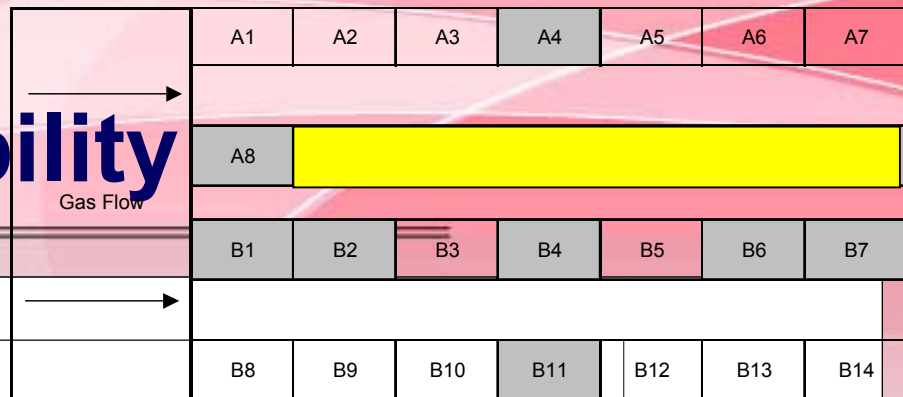 A1 A2 A3 A4 A5 A6 A7
ility
A8
Gas Flow
B1 B2 B3 B4 B5 B6 B7
B8 B9 B10 B11 B12 B13 B14